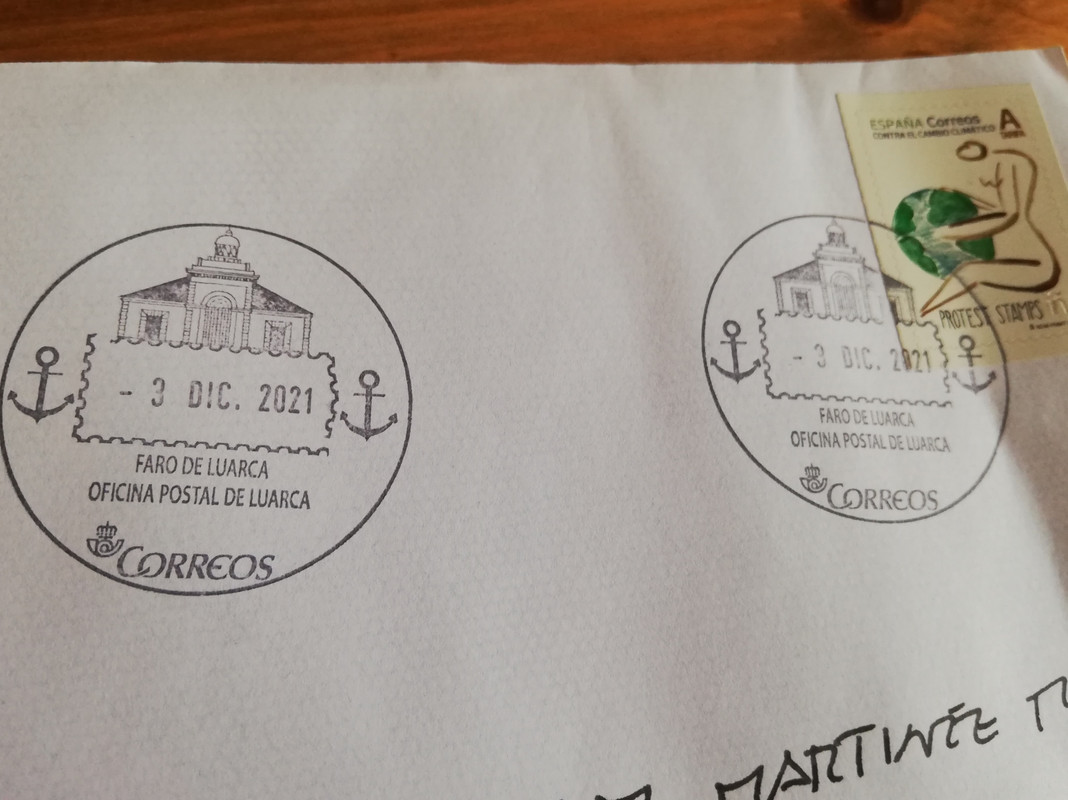 ESPAÑA Correos A
CONTRA EL CAMBIO CLIMÁTICO TARIFA
PROTEST STAMPS
- 3 DIC. 2021
FARO DE LUARCA
OFICINA POSTAL DE LUARCA
CORREOS
- 3 DIC. 2021
FARO DE LUARCA
OFICINA POSTAL DE LUARCA
CORREOS